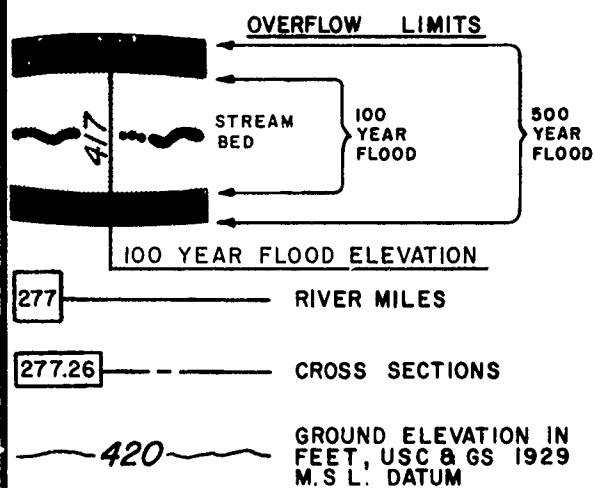 OVERFLOW LIMITS
417
STREAM
BED
100
YEAR
FLOOD
500
YEAR
FLOOD
100 YEAR FLOOD ELEVATION
277
RIVER MILES
277.26
CROSS SECTIONS
420
GROUND ELEVATION IN
FEET, USC & GS 1929
M.S L. DATUM